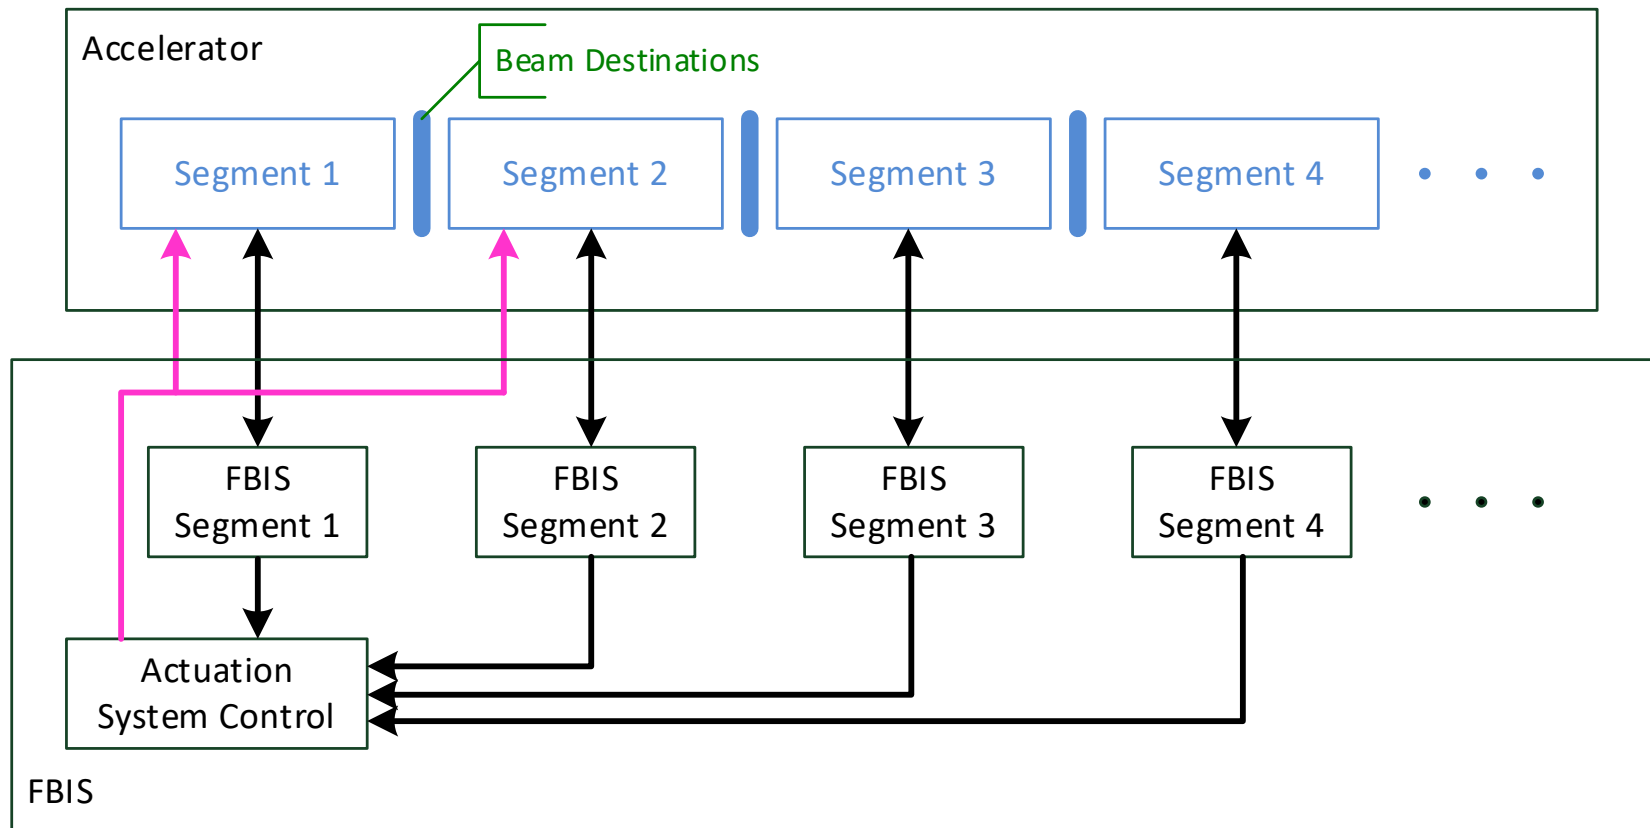 Accelerator
Beam Destinations
Segment 1
Segment 2
Segment 3
Segment 4
FBIS
Segment 1
FBIS
Segment 2
FBIS
Segment 3
FBIS
Segment 4
Actuation
System Control
FBIS